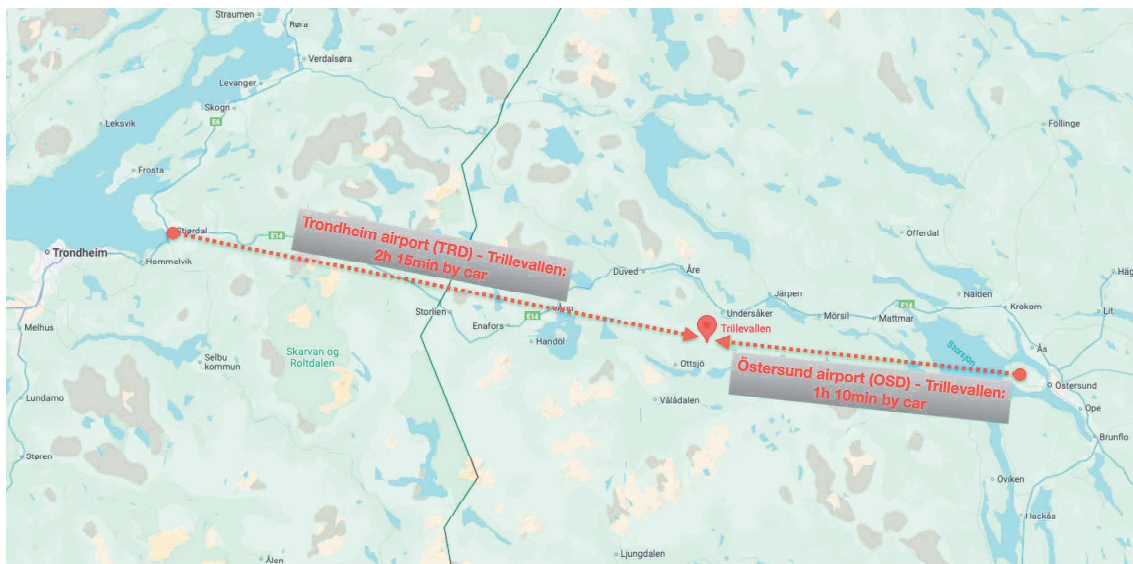 Straumen
Røra
Verdalsøra
Levanger
Skogn
E6
Leksvik
Frosta
Stjørdal
Trondheim
Hommelvik
E14
Trondheim airport (TRD) - Trillevallen:
2h 15min by car
Føllinge
Offerdal
Duved
Åre
Storlien
E14
Enafors
Handöl
Undersåker
Järpen
Mörsil
Mattmar
E14
Nälden
Krokom
Häg
Lit
Trillevallen
Storsjön
Ås
Östersund
Östersund airport (OSD) - Trillevallen:
1h 10min by car
Ottsjö
Vålådalen
Ope
Brunflo
Oviken
Hackås
Melhus
Selbu
kommun
Skarvan og
Roltdalen
Lundamo
Støren
Ålen
Ljungdalen